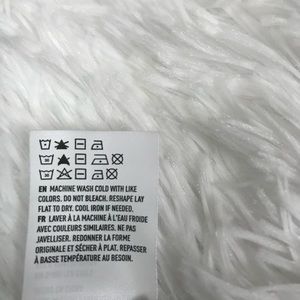 EN MACHINE WASH COLD WITH LIKE
COLORS. DO NOT BLEACH. RESHAPE LAY
FLAT TO DRY. COOL IRON IF NEEDED.
FR LAVER À LA MACHINE À L'EAU FROIDE
AVEC COULEURS SIMILAIRES. NE PAS
JAVELLISER. REDONNER LA FORME
ORIGINALE ET SÉCHER À PLAT. REPASSER
À BASSE TEMPÉRATURE AU BESOIN.